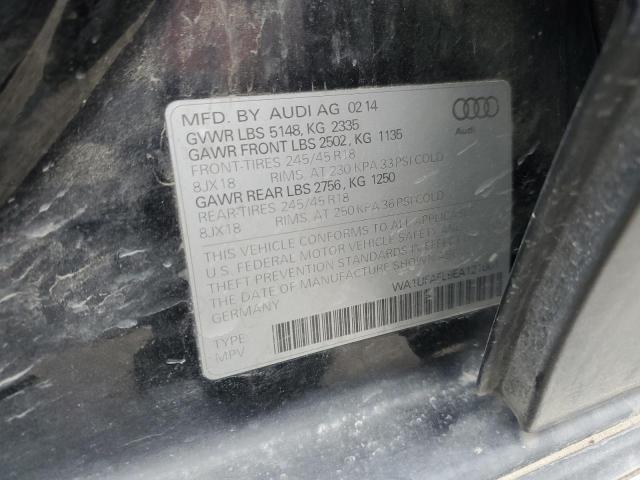 MFD. BY AUDI AG 02 14
GVWR LBS 5148, KG 2335
GAWR FRONT LBS 2502, KG 1135
FRONT-TIRES 245/45 R18
8JX18 RIMS. AT 230 KPA 33 PSI COLD
GAWR REAR LBS 2756, KG 1250
REAR-TIRES 245/45 R18
8JX18 RIMS. AT 250 KPA 36 PSI COLD
Audi
THIS VEHICLE CONFORMS TO ALL
U.S. FEDERAL MOTOR VEHICLE SAFETY
THEFT PREVENTION STANDARDS
THE DATE OF MANUFACTURE SHOWN
GERMANY
TYPE
MPV